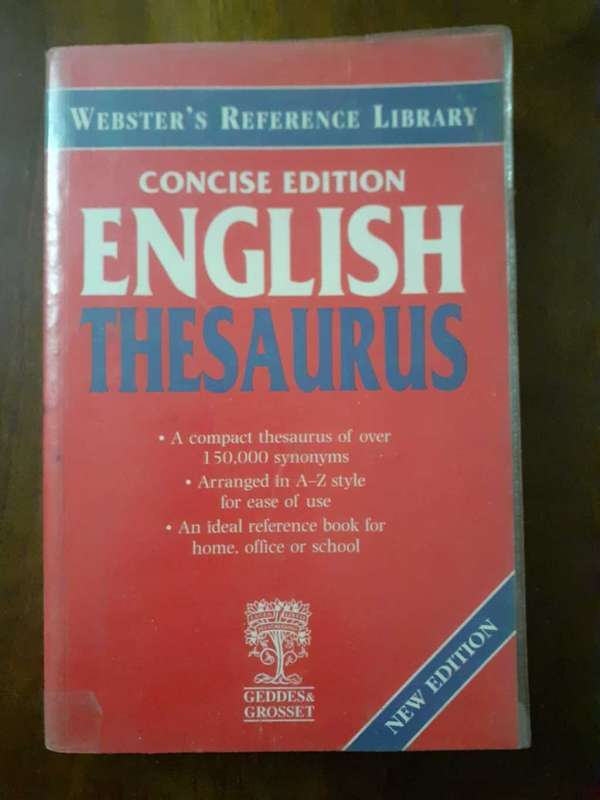 WEBSTER'S REFERENCE LIBRARY
CONCISE EDITION
ENGLISH
THESAURUS
• A compact thesaurus of over
150,000 synonyms
• Arranged in A–Z style
for ease of use
• An ideal reference book for
home, office or school
GEDDES &
GROSSET
NEW EDITION